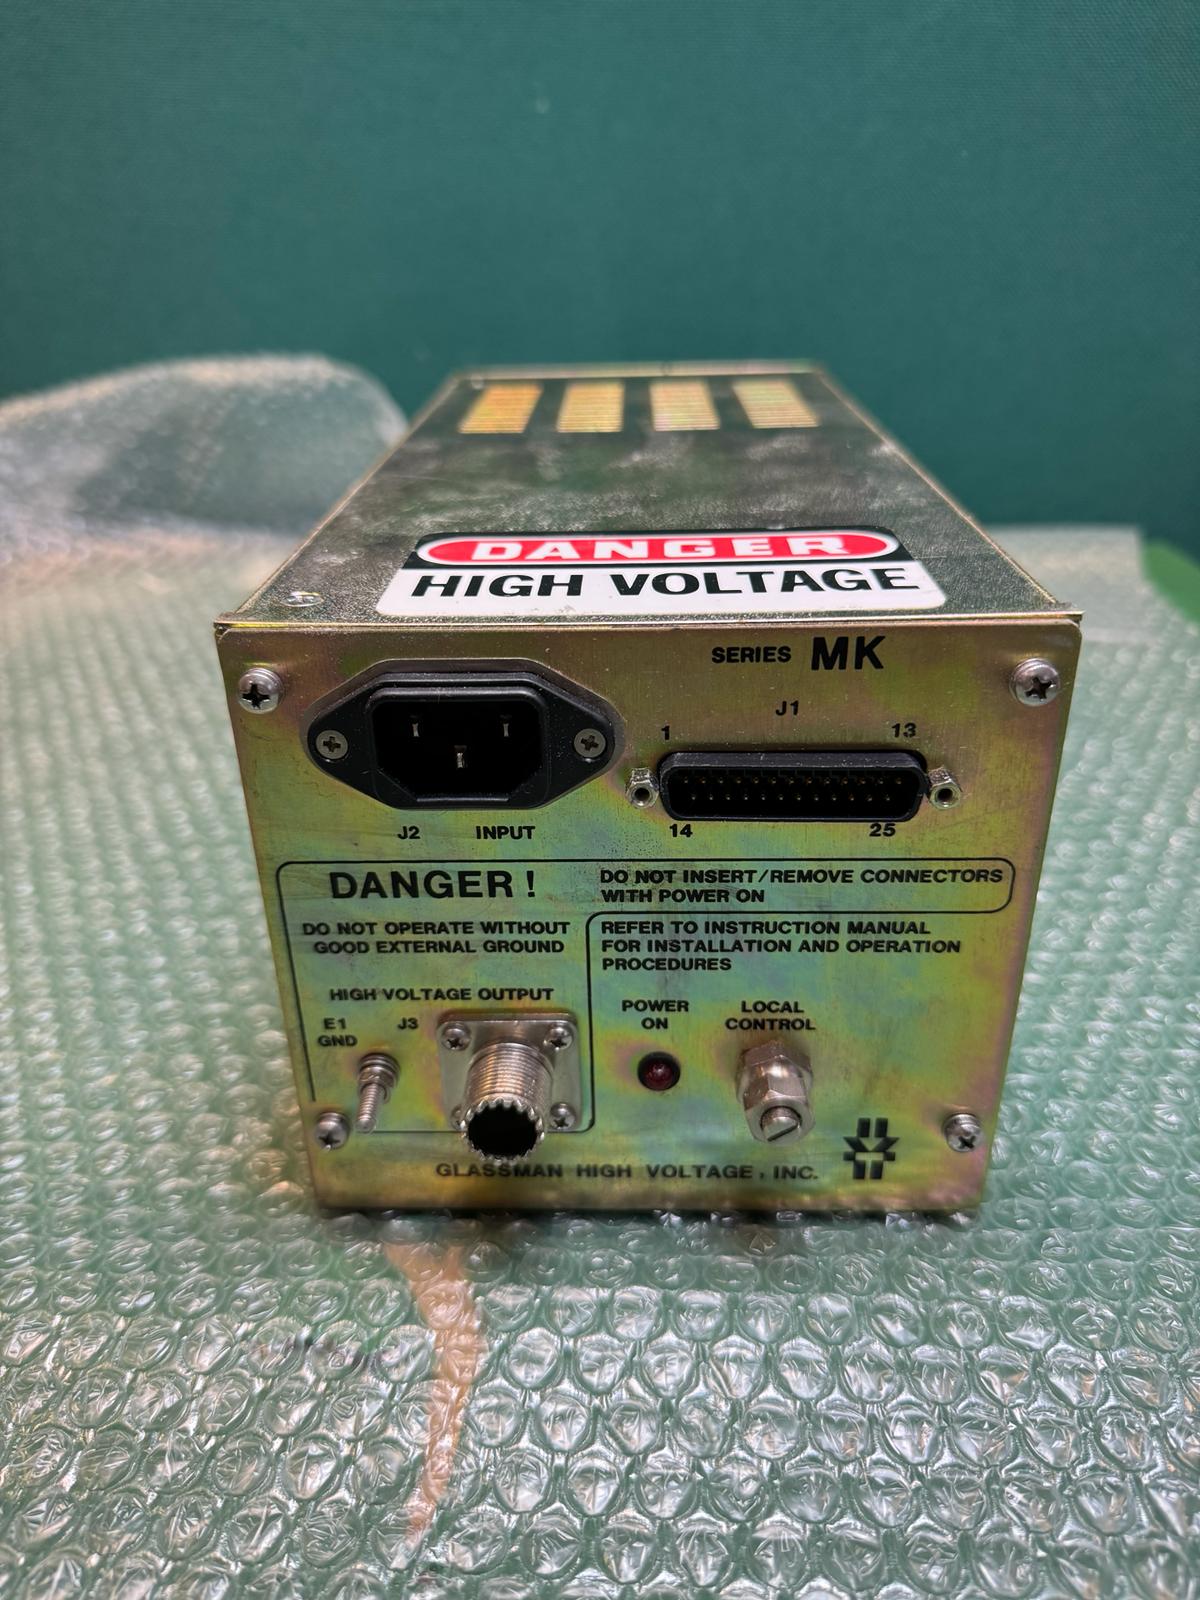 DANGER
HIGH VOLTAGE
SERIES MK
J1
1 13
14 25
J2 INPUT
DANGER!
DO NOT INSERT/REMOVE CONNECTORS
WITH POWER ON
DO NOT OPERATE WITHOUT
GOOD EXTERNAL GROUND
REFER TO INSTRUCTION MANUAL
FOR INSTALLATION AND OPERATION
PROCEDURES
HIGH VOLTAGE OUTPUT
E1
GND
J3
POWER
ON
LOCAL
CONTROL
GLASSMAN HIGH VOLTAGE, INC.